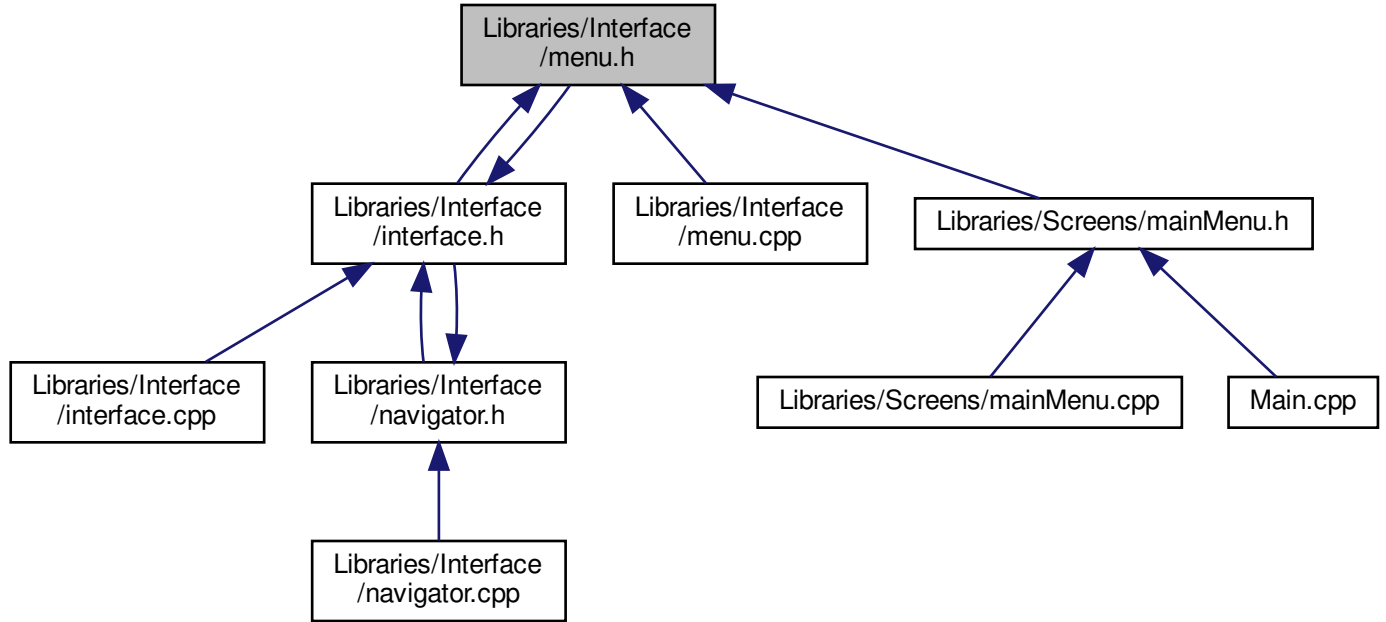 Libraries/Interface
/menu.h
Libraries/Interface
/interface.h
Libraries/Interface
/menu.cpp
Libraries/Screens/mainMenu.h
Libraries/Interface
/interface.cpp
Libraries/Interface
/navigator.h
Libraries/Screens/mainMenu.cpp
Main.cpp
Libraries/Interface
/navigator.cpp